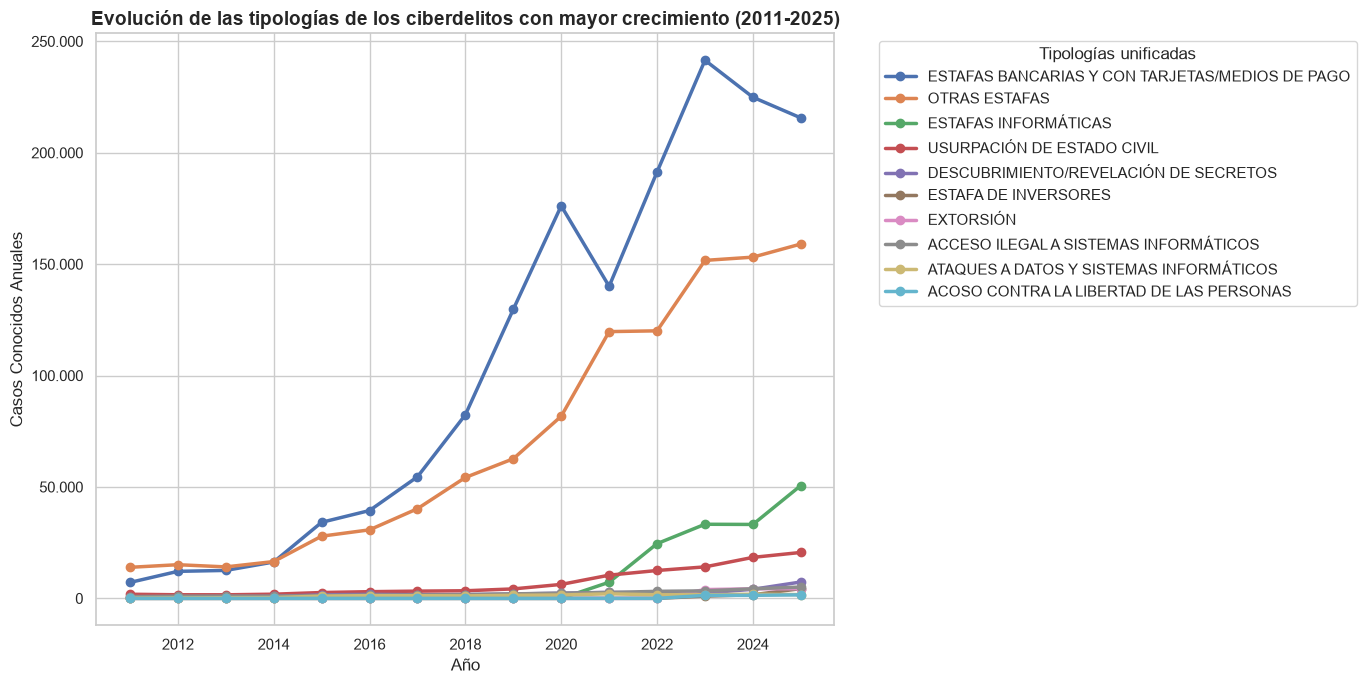 Evolución de las tipologías de los ciberdelitos con mayor crecimiento (2011-2025)
250.000
200.000
150.000
100.000
50.000
0
Casos Conocidos Anuales
2012
2014
2016
2018
2020
2022
2024
Año
Tipologías unificadas
ESTAFAS BANCARIAS Y CON TARJETAS/MEDIOS DE PAGO
OTRAS ESTAFAS
ESTAFAS INFORMÁTICAS
USURPACIÓN DE ESTADO CIVIL
DESCUBRIMIENTO/REVELACIÓN DE SECRETOS
ESTAFA DE INVERSORES
EXTORSIÓN
ACCESO ILEGAL A SISTEMAS INFORMÁTICOS
ATAQUES A DATOS Y SISTEMAS INFORMÁTICOS
ACOSO CONTRA LA LIBERTAD DE LAS PERSONAS